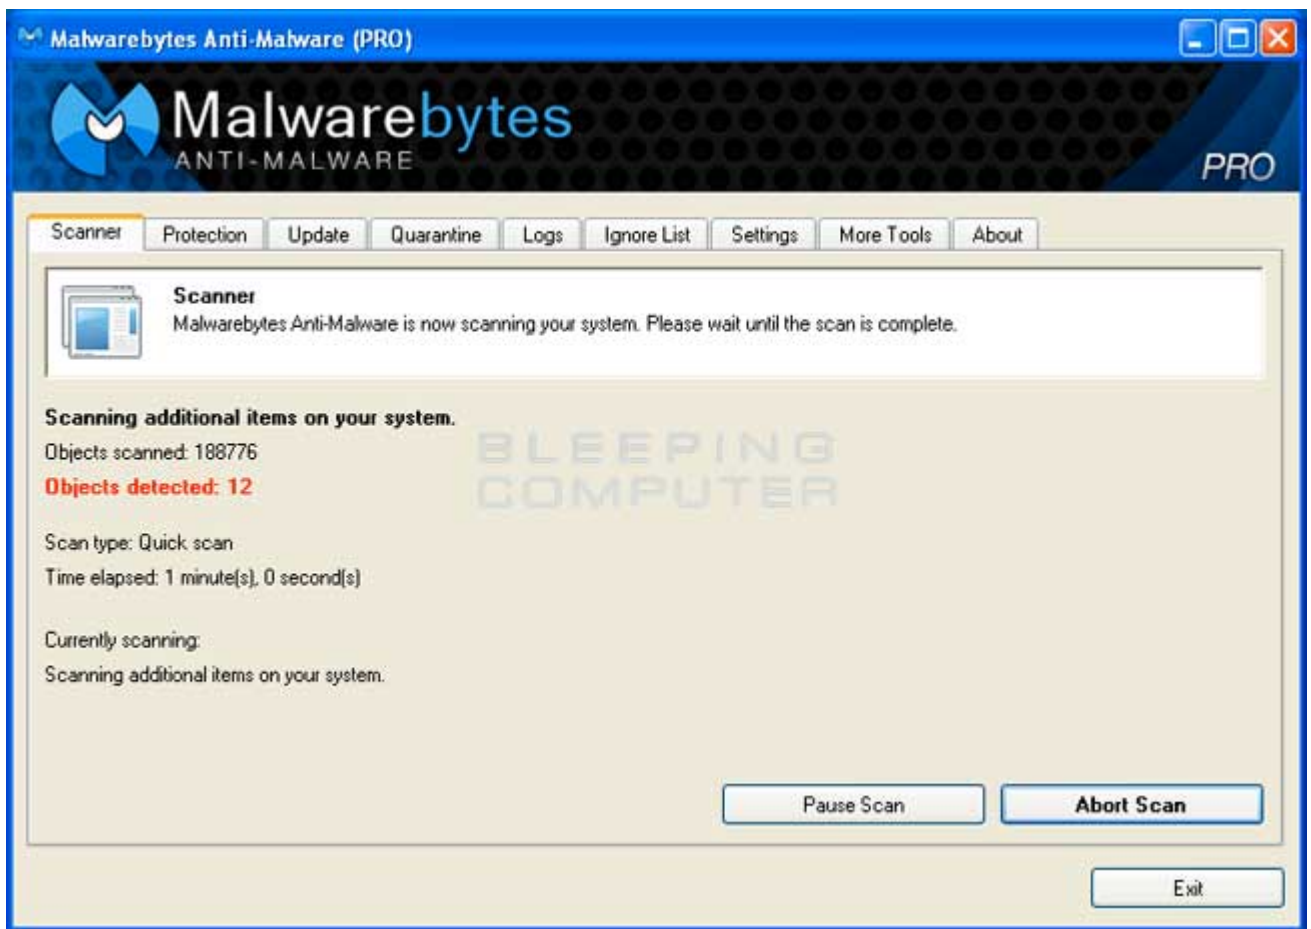 Malwarebytes Anti-Malware (PRO)
Malwarebytes
ANTI-MALWARE
PRO
Scanner Protection Update Quarantine Logs Ignore List Settings More Tools About
Scanner
Malwarebytes Anti-Malware is now scanning your system. Please wait until the scan is complete.
Scanning additional items on your system.
Objects scanned: 188776
Objects detected: 12
BLEEPING
COMPUTER
Scan type: Quick scan
Time elapsed: 1 minute(s), 0 second(s)
Currently scanning:
Scanning additional items on your system.
Pause Scan Abort Scan
Exit